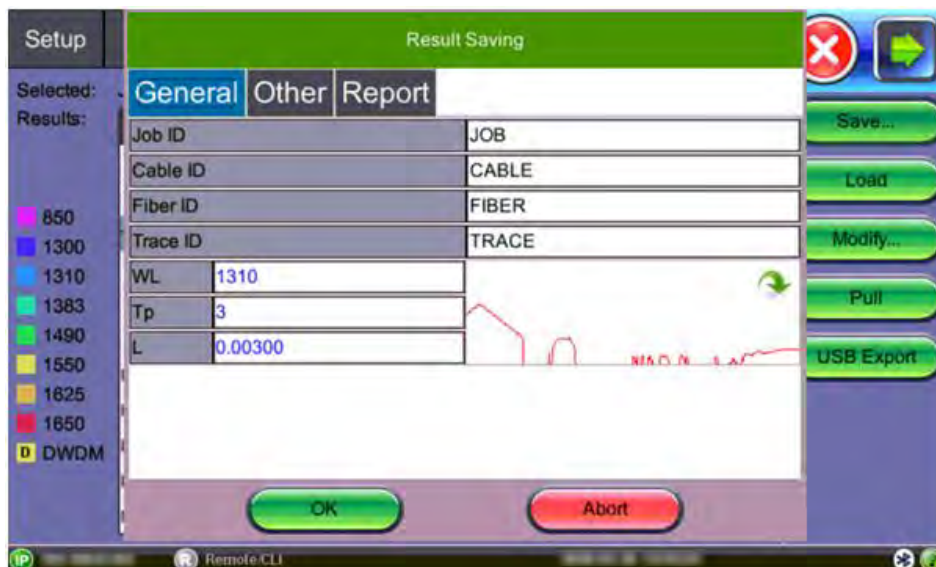 Setup
Result Saving
Selected:
Results:
General Other Report
Job ID JOB
Cable ID CABLE
Fiber ID FIBER
Trace ID TRACE
WL 1310
Tp 3
L 0.00300
850
1300
1310
1383
1490
1550
1625
1650
D DWDM
OK
Abort
Save...
Load
Modify...
Pull
USB Export
IP
R Remote/CLI